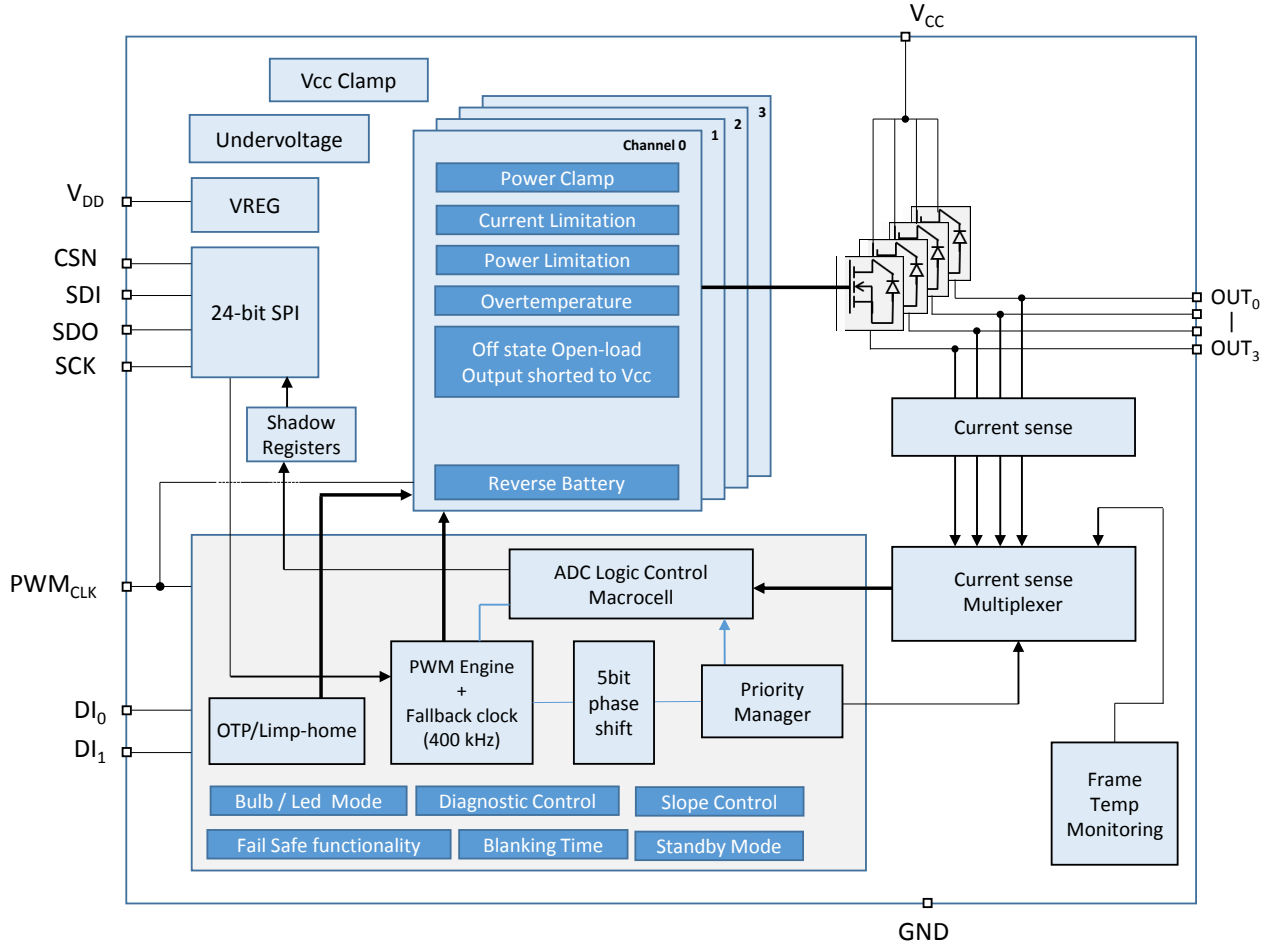 VCC
Vcc Clamp
3
2
1
Channel 0
Undervoltage
Power Clamp
VDD
VREG
Current Limitation
CSN
SDI
SDO
SCK
24-bit SPI
Power Limitation
Overtemperature
OUT0
|
OUT3
Off state Open-load
Output shorted to Vcc
Shadow
Registers
Current sense
Reverse Battery
PWMCLK
ADC Logic Control
Macrocell
Current sense
Multiplexer
PWM Engine
+
Fallback clock
(400 kHz)
5bit
phase
shift
Priority
Manager
DI0
DI1
OTP/Limp-home
Frame
Temp
Monitoring
Bulb / Led Mode
Diagnostic Control
Slope Control
Fail Safe functionality
Blanking Time
Standby Mode
GND